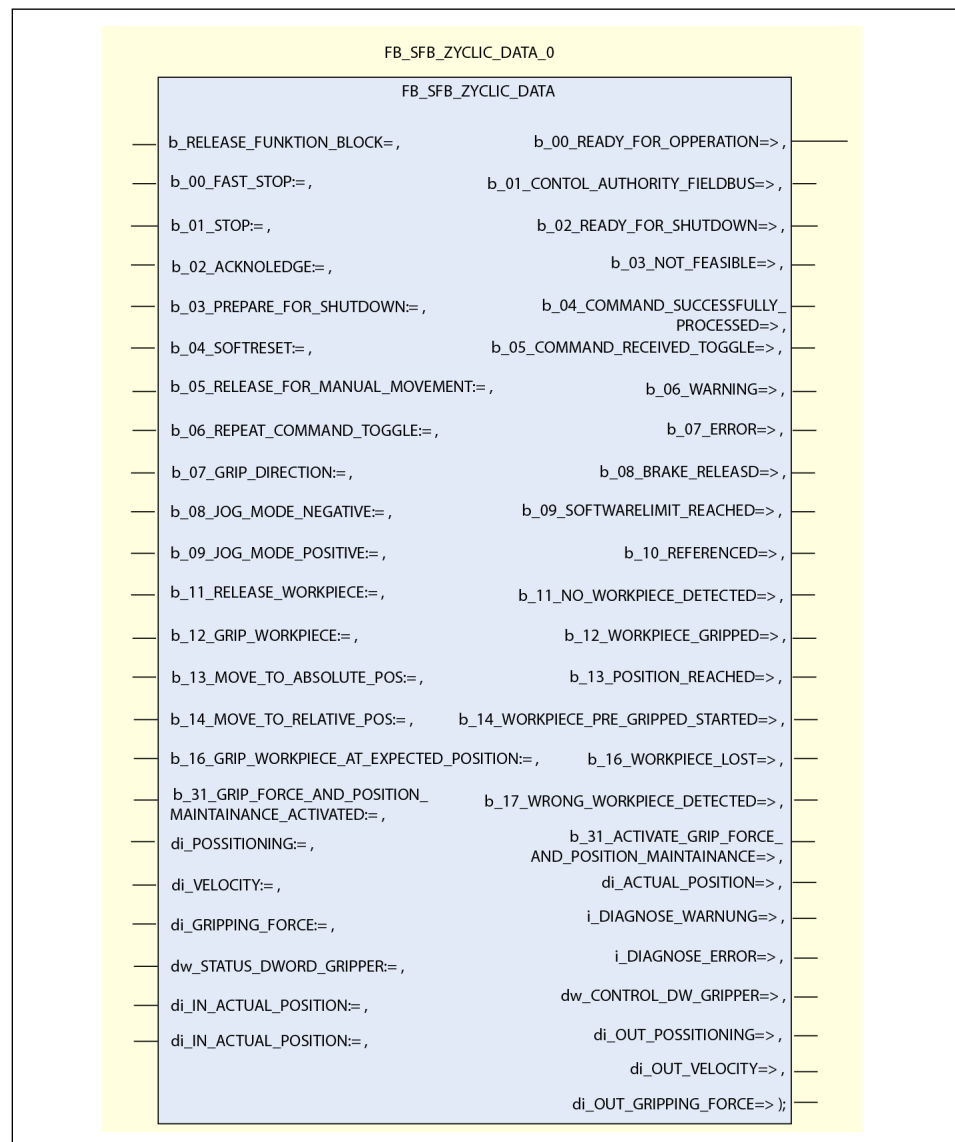 FB_SFB_ZYCLIC_DATA_0
FB_SFB_ZYCLIC_DATA
b_RELEASE_FUNKTION_BLOCK= ,
b_00_FAST_STOP:= ,
b_01_STOP:= ,
b_02_ACKNOLEDGE:= ,
b_03_PREPARE_FOR_SHUTDOWN:= ,
b_04_SOFTRESET:= ,
b_05_RELEASE_FOR_MANUAL_MOVEMENT:= ,
b_06_REPEAT_COMMAND_TOGGLE:= ,
b_07_GRIP_DIRECTION:= ,
b_08_JOG_MODE_NEGATIVE:= ,
b_09_JOG_MODE_POSITIVE:= ,
b_11_RELEASE_WORKPIECE:= ,
b_12_GRIP_WORKPIECE:= ,
b_13_MOVE_TO_ABSOLUTE_POS:= ,
b_14_MOVE_TO_RELATIVE_POS:= ,
b_16_GRIP_WORKPIECE_AT_EXPECTED_POSITION:= ,
b_31_GRIP_FORCE_AND_POSITION_
MAINTAINANCE_ACTIVATED:= ,
di_POSSITIONING:= ,
di_VELOCITY:= ,
di_GRIPPING_FORCE:= ,
dw_STATUS_DWORD_GRIPPER:= ,
di_IN_ACTUAL_POSITION:= ,
di_IN_ACTUAL_POSITION:= ,
b_00_READY_FOR_OPPERATION=> ,
b_01_CONTOL_AUTHORITY_FIELDBUS=> ,
b_02_READY_FOR_SHUTDOWN=> ,
b_03_NOT_FEASIBLE=> ,
b_04_COMMAND_SUCCESSFULLY_
PROCESSED=> ,
b_05_COMMAND_RECEIVED_TOGGLE=> ,
b_06_WARNING=> ,
b_07_ERROR=> ,
b_08_BRAKE_RELEASD=> ,
b_09_SOFTWARELIMIT_REACHED=> ,
b_10_REFERENCED=> ,
b_11_NO_WORKPIECE_DETECTED=> ,
b_12_WORKPIECE_GRIPPED=> ,
b_13_POSITION_REACHED=> ,
b_14_WORKPIECE_PRE_GRIPPED_STARTED=> ,
b_16_WORKPIECE_LOST=> ,
b_17_WRONG_WORKPIECE_DETECTED=> ,
b_31_ACTIVATE_GRIP_FORCE_
AND_POSITION_MAINTAINANCE=> ,
di_ACTUAL_POSITION=> ,
i_DIAGNOSE_WARNUNG=> ,
i_DIAGNOSE_ERROR=> ,
dw_CONTROL_DW_GRIPPER=> ,
di_OUT_POSSITIONING=> ,
di_OUT_VELOCITY=> ,
di_OUT_GRIPPING_FORCE=> );